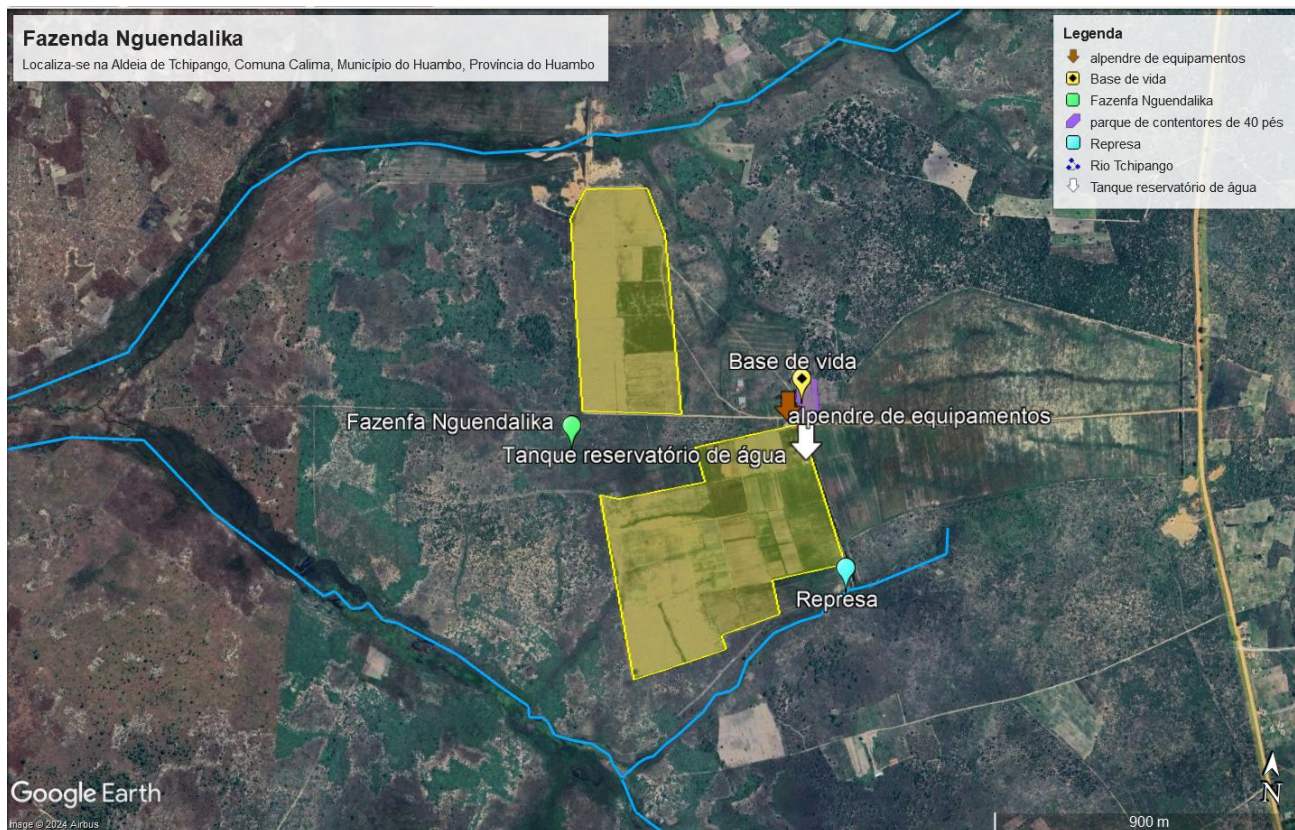 Fazenda Nguendalika
Localiza-se na Aldeia de Tchipango, Comuna Calima, Município do Huambo, Província do Huambo
Legenda
alpendre de equipamentos
Base de vida
Fazenfa Nguendalika
parque de contentores de 40 pés
Represa
Rio Tchipango
Tanque reservatório de água
Base de vida
alpendre de equipamentos
Fazenfa Nguendalika
Tanque reservatório de água
Represa
Google Earth
Image © 2024 Airbus
900 m
N